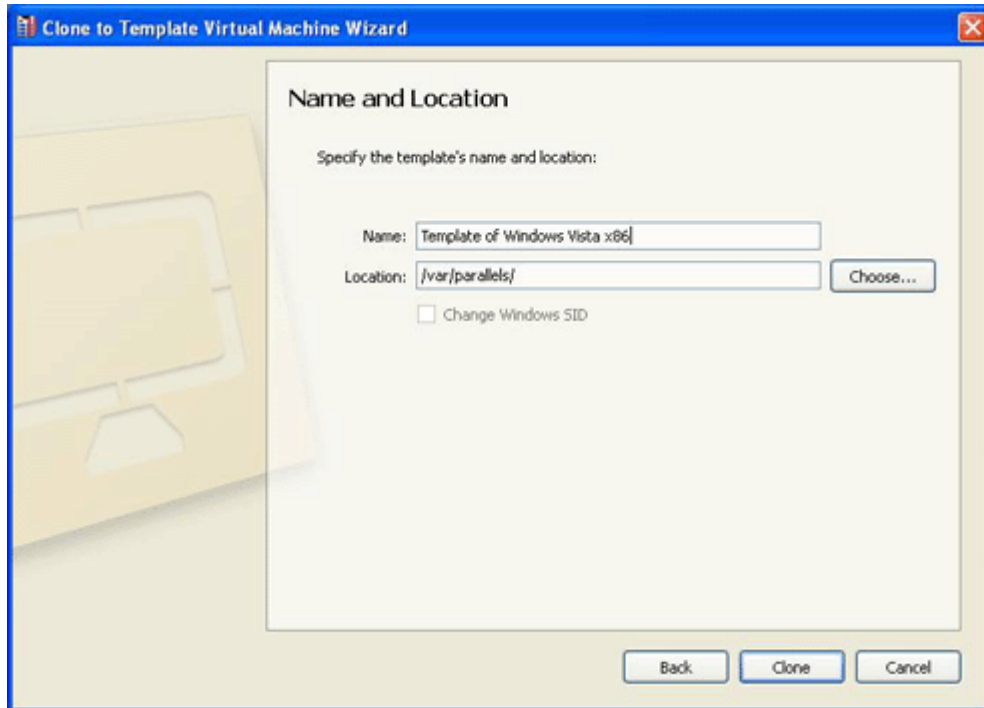 Clone to Template Virtual Machine Wizard
Name and Location
Specify the template's name and location:
Name: Template of Windows Vista x86
Location: /var/parallels/ Choose...
Change Windows SID
Back Clone Cancel